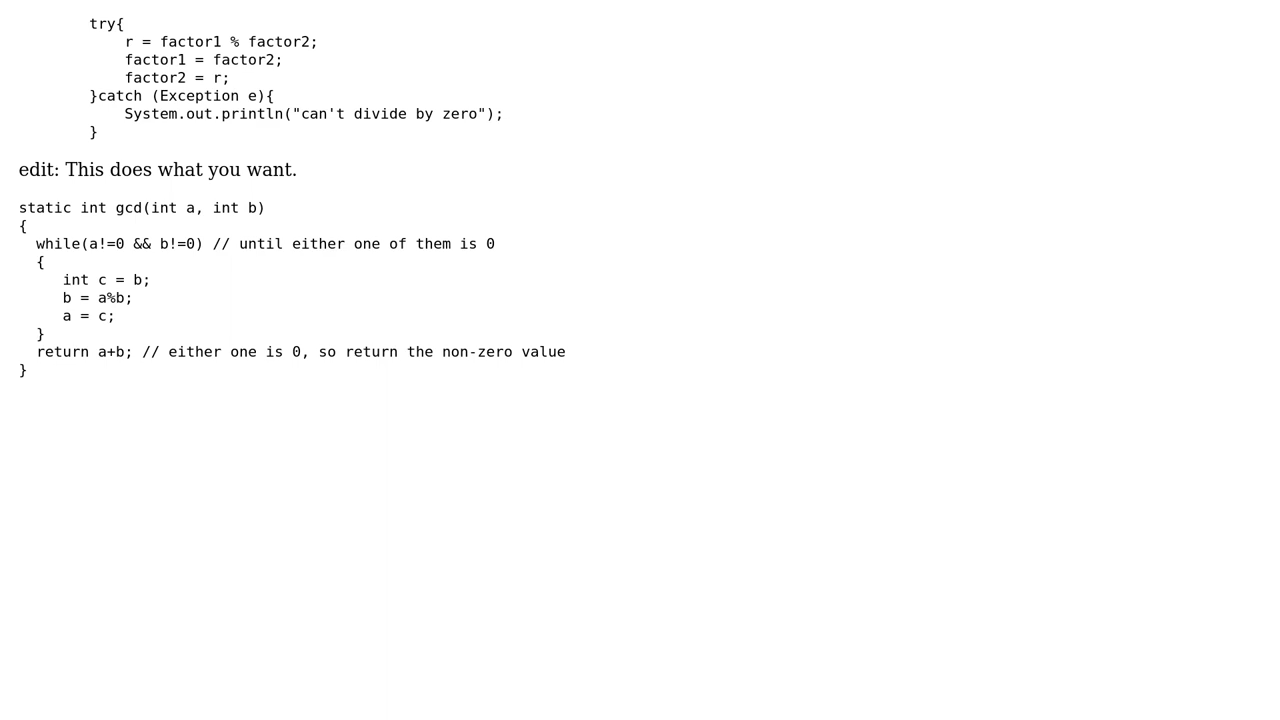 try{
            r = factor1 % factor2;
            factor1 = factor2;
            factor2 = r;
        }catch (Exception e){
            System.out.println("can't divide by zero");
        }
edit: This does what you want.
static int gcd(int a, int b)
{
  while(a!=0 && b!=0) // until either one of them is 0
  {
     int c = b;
     b = a%b;
     a = c;
  }
  return a+b; // either one is 0, so return the non-zero value
}